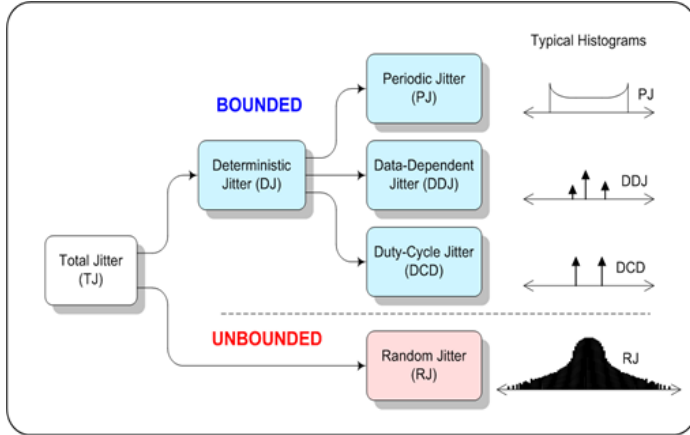 Typical Histograms
Periodic Jitter
(PJ)
PJ
BOUNDED
Deterministic
Jitter (DJ)
Data-Dependent
Jitter (DDJ)
DDJ
Total Jitter
(TJ)
Duty-Cycle Jitter
(DCD)
DCD
UNBOUNDED
Random Jitter
(RJ)
RJ